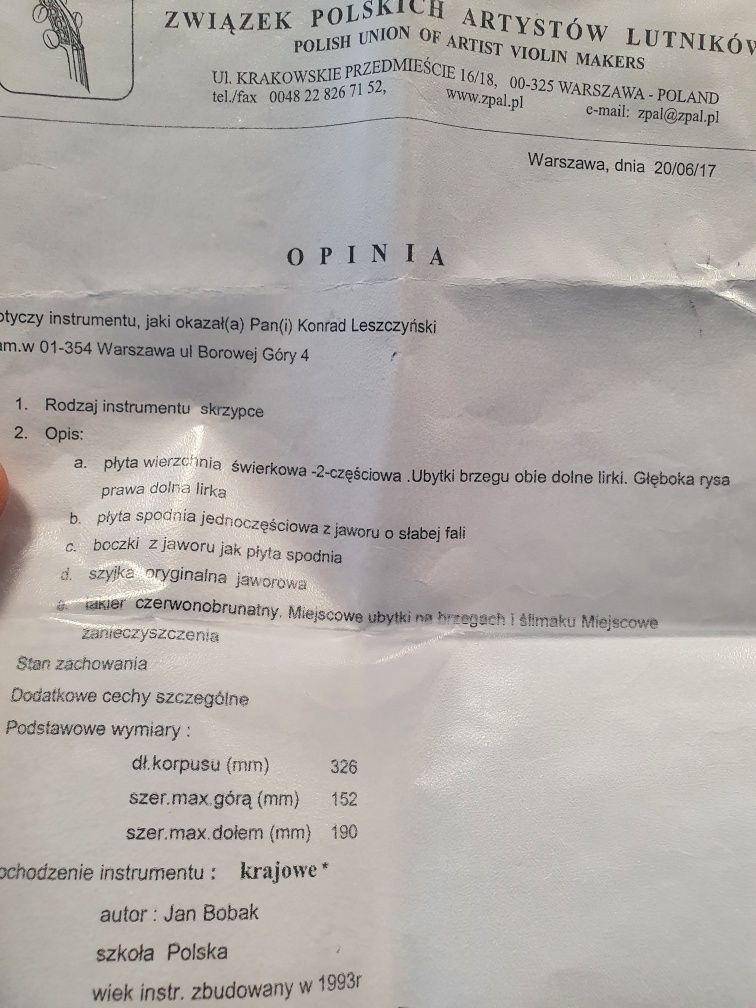 ZWIĄZEK POLSKICH ARTYSTÓW LUTNIKÓW
POLISH UNION OF ARTIST VIOLIN MAKERS
Ul. KRAKOWSKIE PRZEDMIEŚCIE 16/18, 00-325 WARSZAWA - POLAND
tel./fax 0048 22 826 71 52, www.zpal.pl e-mail: zpal@zpal.pl
Warszawa, dnia 20/06/17
OPINIA
otyczy instrumentu, jaki okazał(a) Pan(i) Konrad Leszczyński
am.w 01-354 Warszawa ul Borowej Góry 4
1. Rodzaj instrumentu skrzypce
2. Opis:
a. płyta wierzchnia świerkowa -2-częściowa .Ubytki brzegu obie dolne lirki. Głęboka rysa
prawa dolna lirka
b. płyta spodnia jednoczęściowa z jaworu o słabej fali
c. boczki z jaworu jak płyta spodnia
d. szyjka oryginalna jaworowa
e. lakier czerwonobrunatny. Miejscowe ubytki na brzegach i ślimaku Miejscowe
zanieczyszczenia
Stan zachowania
Dodatkowe cechy szczególne
Podstawowe wymiary :
dł.korpusu (mm) 326
szer.max.górą (mm) 152
szer.max.dołem (mm) 190
ochodzenie instrumentu : krajowe*
autor : Jan Bobak
szkoła Polska
wiek instr. zbudowany w 1993r